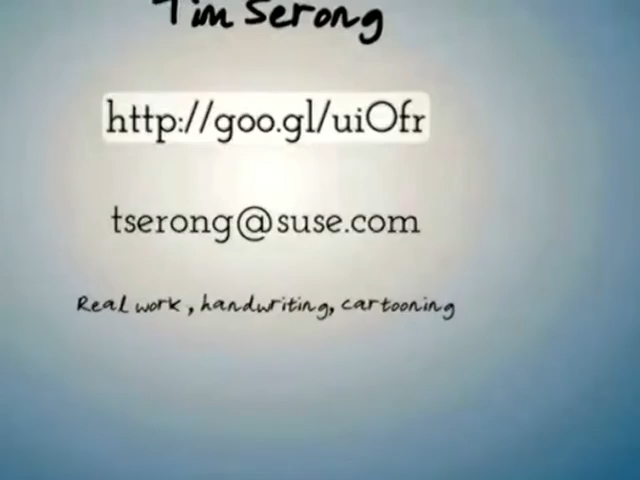 Tim Serong
http://goo.gl/uiOfr
tserong@suse.com
Real work, handwriting, cartooning